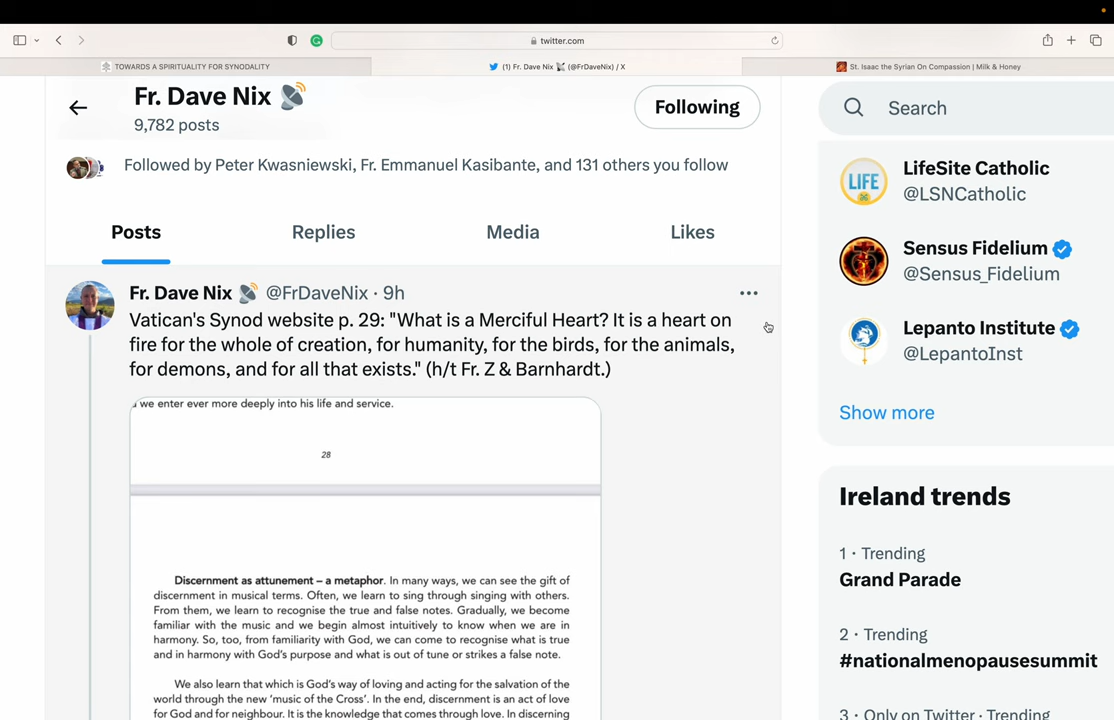 twitter.com
TOWARDS A SPIRITUALITY FOR SYNODALITY
(1) Fr. Dave Nix (@FrDaveNix) / X
St. Isaac the Syrian On Compassion | Milk & Honey
Fr. Dave Nix
9,782 posts
Following
Search
Followed by Peter Kwasniewski, Fr. Emmanuel Kasibante, and 131 others you follow
Posts
Replies
Media
Likes
Fr. Dave Nix @FrDaveNix · 9h
Vatican's Synod website p. 29: "What is a Merciful Heart? It is a heart on
fire for the whole of creation, for humanity, for the birds, for the animals,
for demons, and for all that exists." (h/t Fr. Z & Barnhardt.)
we enter ever more deeply into his life and service.
28
Discernment as attunement – a metaphor. In many ways, we can see the gift of
discernment in musical terms. Often, we learn to sing through singing with others.
From them, we learn to recognise the true and false notes. Gradually, we become
familiar with the music and we begin almost intuitively to know when we are in
harmony. So, too, from familiarity with God, we can come to recognise what is true
and in harmony with God's purpose and what is out of tune or strikes a false note.
We also learn that which is God's way of loving and acting for the salvation of the
world through the new 'music of the Cross'. In the end, discernment is an act of love
for God and for neighbour. It is the knowledge that comes through love. In discerning
LIFE
LifeSite Catholic
@LSNCatholic
Sensus Fidelium
@Sensus_Fidelium
Lepanto Institute
@LepantoInst
Show more
Ireland trends
1 · Trending
Grand Parade
2 · Trending
#nationalmenopausesummit
3 · Only on Twitter · Trending